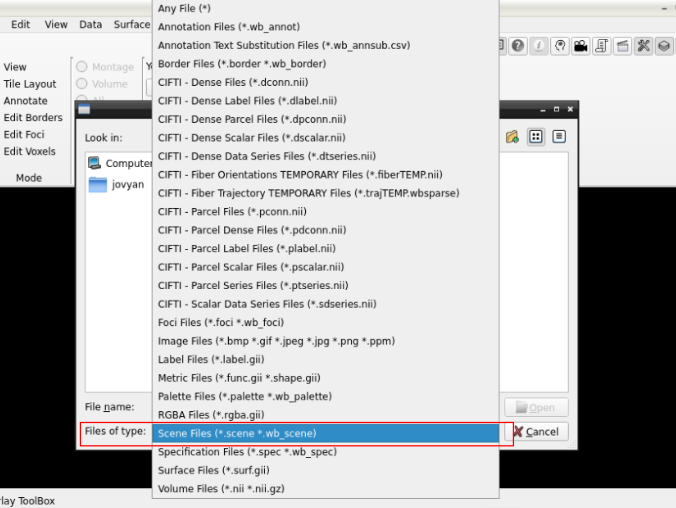 Any File (*)
Edit View Data Surface
Annotation Files (*.wb_annot)
Annotation Text Substitution Files (*.wb_annsub.csv)
Border Files (*.border *.wb_border)
CIFTI - Dense Files (*.dconn.nii)
CIFTI - Dense Label Files (*.dlabel.nii)
CIFTI - Dense Parcel Files (*.dpconn.nii)
CIFTI - Dense Scalar Files (*.dscalar.nii)
CIFTI - Dense Data Series Files (*.dtseries.nii)
CIFTI - Fiber Orientations TEMPORARY Files (*.fiberTEMP.nii)
CIFTI - Fiber Trajectory TEMPORARY Files (*.trajTEMP.wbsparse)
CIFTI - Parcel Files (*.pconn.nii)
CIFTI - Parcel Dense Files (*.pdconn.nii)
CIFTI - Parcel Label Files (*.plabel.nii)
CIFTI - Parcel Scalar Files (*.pscalar.nii)
CIFTI - Parcel Series Files (*.ptseries.nii)
CIFTI - Scalar Data Series Files (*.sdseries.nii)
Foci Files (*.foci *.wb_foci)
Image Files (*.bmp *.gif *.jpeg *.jpg *.png *.ppm)
Label Files (*.label.gii)
Metric Files (*.func.gii *.shape.gii)
Palette Files (*.palette *.wb_palette)
RGBA Files (*.rgba.gii)
Scene Files (*.scene *.wb_scene)
Specification Files (*.spec *.wb_spec)
Surface Files (*.surf.gii)
Volume Files (*.nii *.nii.gz)
View
Tile Layout
Annotate
Edit Borders
Edit Foci
Edit Voxels
Mode
Montage
Volume
Look in:
Computer
jovyan
File name:
Open
Files of type:
Cancel
lay ToolBox